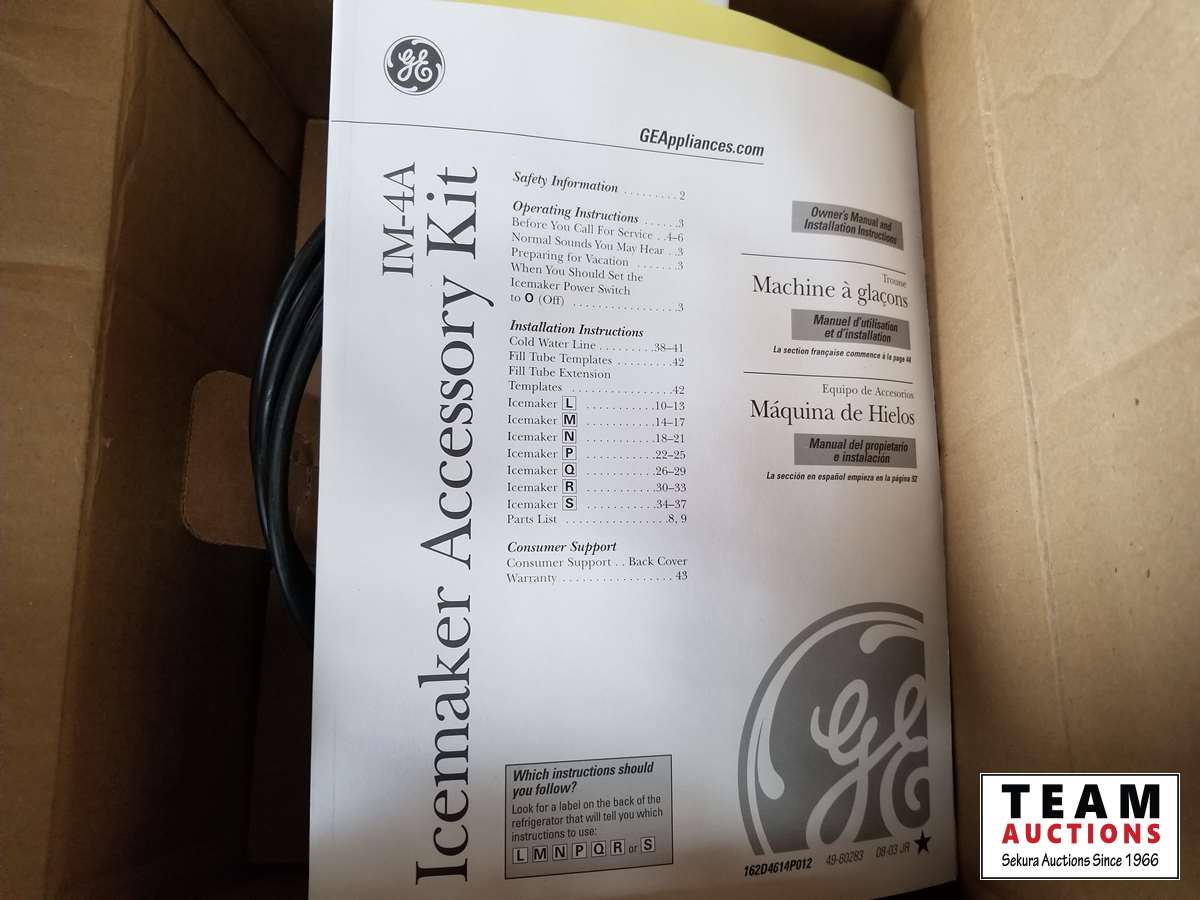 GE
GEAppliances.com
IM-4A
Icemaker Accessory Kit
Safety Information . . . . . . . . . 2
Operating Instructions . . . . . .3
Before You Call For Service . .4–6
Normal Sounds You May Hear . .3
Preparing for Vacation . . . . . . .3
When You Should Set the
Icemaker Power Switch
to O (Off) . . . . . . . . . . . . . . . .3
Installation Instructions
Cold Water Line . . . . . . . . .38–41
Fill Tube Templates . . . . . . . . .42
Fill Tube Extension
Templates . . . . . . . . . . . . . . .42
Icemaker L . . . . . . . . . . .10–13
Icemaker M . . . . . . . . . . .14–17
Icemaker N . . . . . . . . . . .18–21
Icemaker P . . . . . . . . . . .22–25
Icemaker Q . . . . . . . . . . .26–29
Icemaker R . . . . . . . . . . .30–33
Icemaker S . . . . . . . . . . .34–37
Parts List . . . . . . . . . . . . . . . .8, 9
Consumer Support
Consumer Support . . Back Cover
Warranty . . . . . . . . . . . . . . . . . 43
Which instructions should
you follow?
Look for a label on the back of the
refrigerator that will tell you which
instructions to use:
L M N P Q R or S
Owner's Manual and
Installation Instructions
Trousse
Machine à glaçons
Manuel d'utilisation
et d'installation
La section française commence à la page 44
Equipo de Accesorios
Máquina de Hielos
Manual del propietario
e instalación
La sección en español empieza en la página 92
GE
162D4614P012 49-60283 08-03 JR
TEAM
AUCTIONS
Sekura Auctions Since 1966